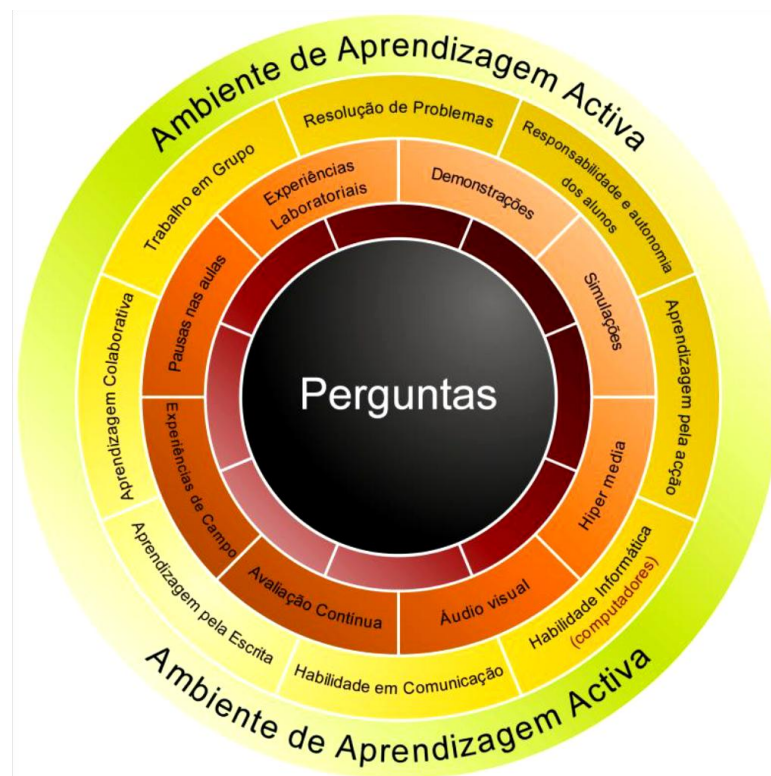 Ambiente de Aprendizagem Activa
Resolução de Problemas
Responsabilidade e autonomia
dos alunos
Aprendizagem pela acção
Habilidade Informática
(computadores)
Habilidade em Comunicação
Aprendizagem pela Escrita
Aprendizagem Colaborativa
Trabalho em Grupo
Experiências
Laboratoriais
Demonstrações
Simulações
Hiper media
Áudio visual
Avaliação Contínua
Experiências de Campo
Pausas nas aulas
Perguntas
Ambiente de Aprendizagem Activa